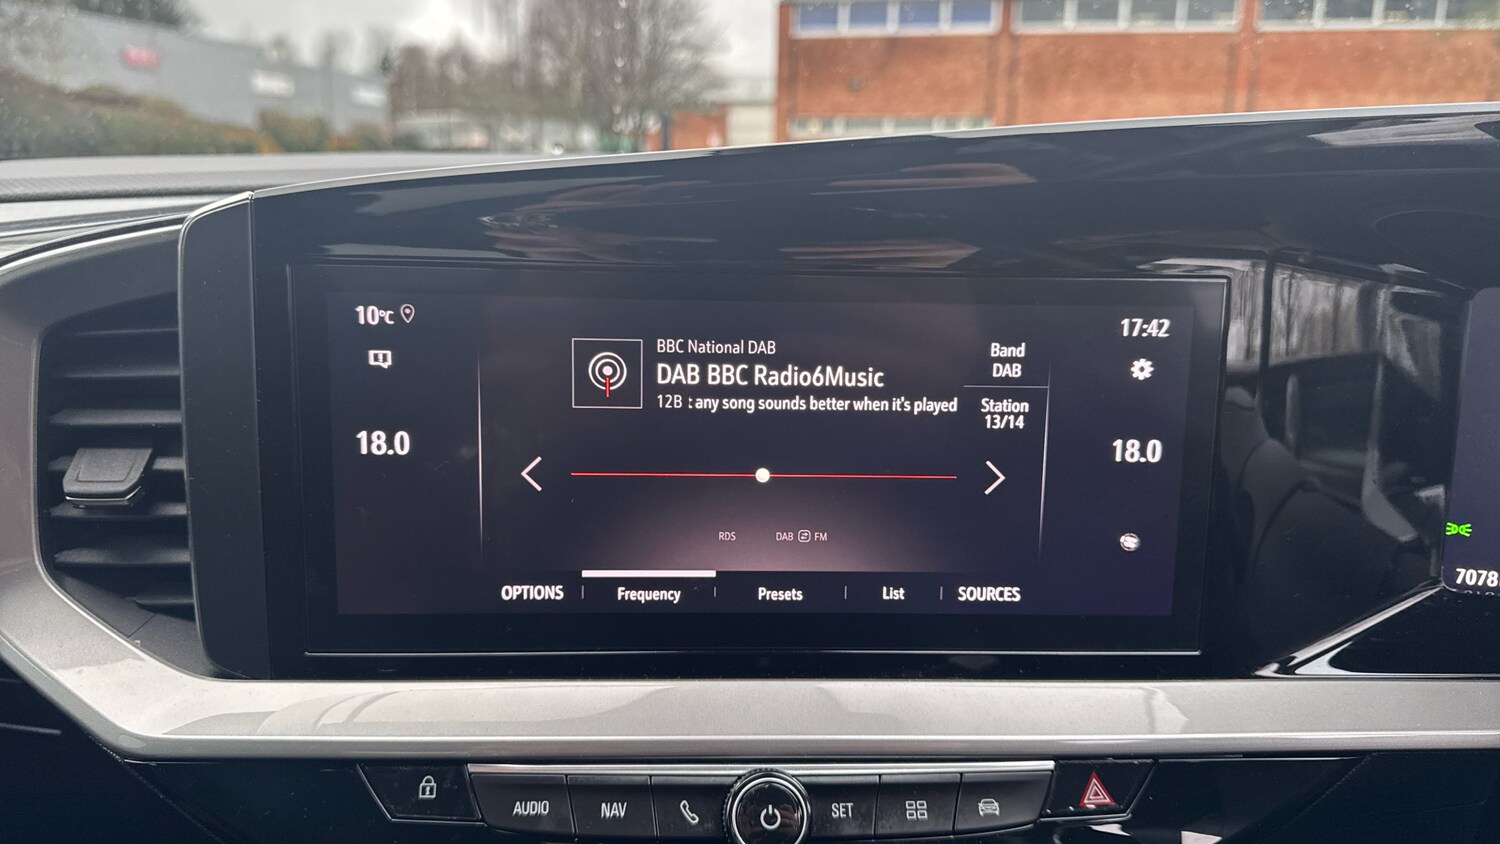 10°C
17:42
BBC National DAB
DAB BBC Radio6Music
12B : any song sounds better when it's played
Band
DAB
Station
13/14
18.0
18.0
RDS
DAB FM
OPTIONS
Frequency
Presets
List
SOURCES
7078
AUDIO
NAV
SET